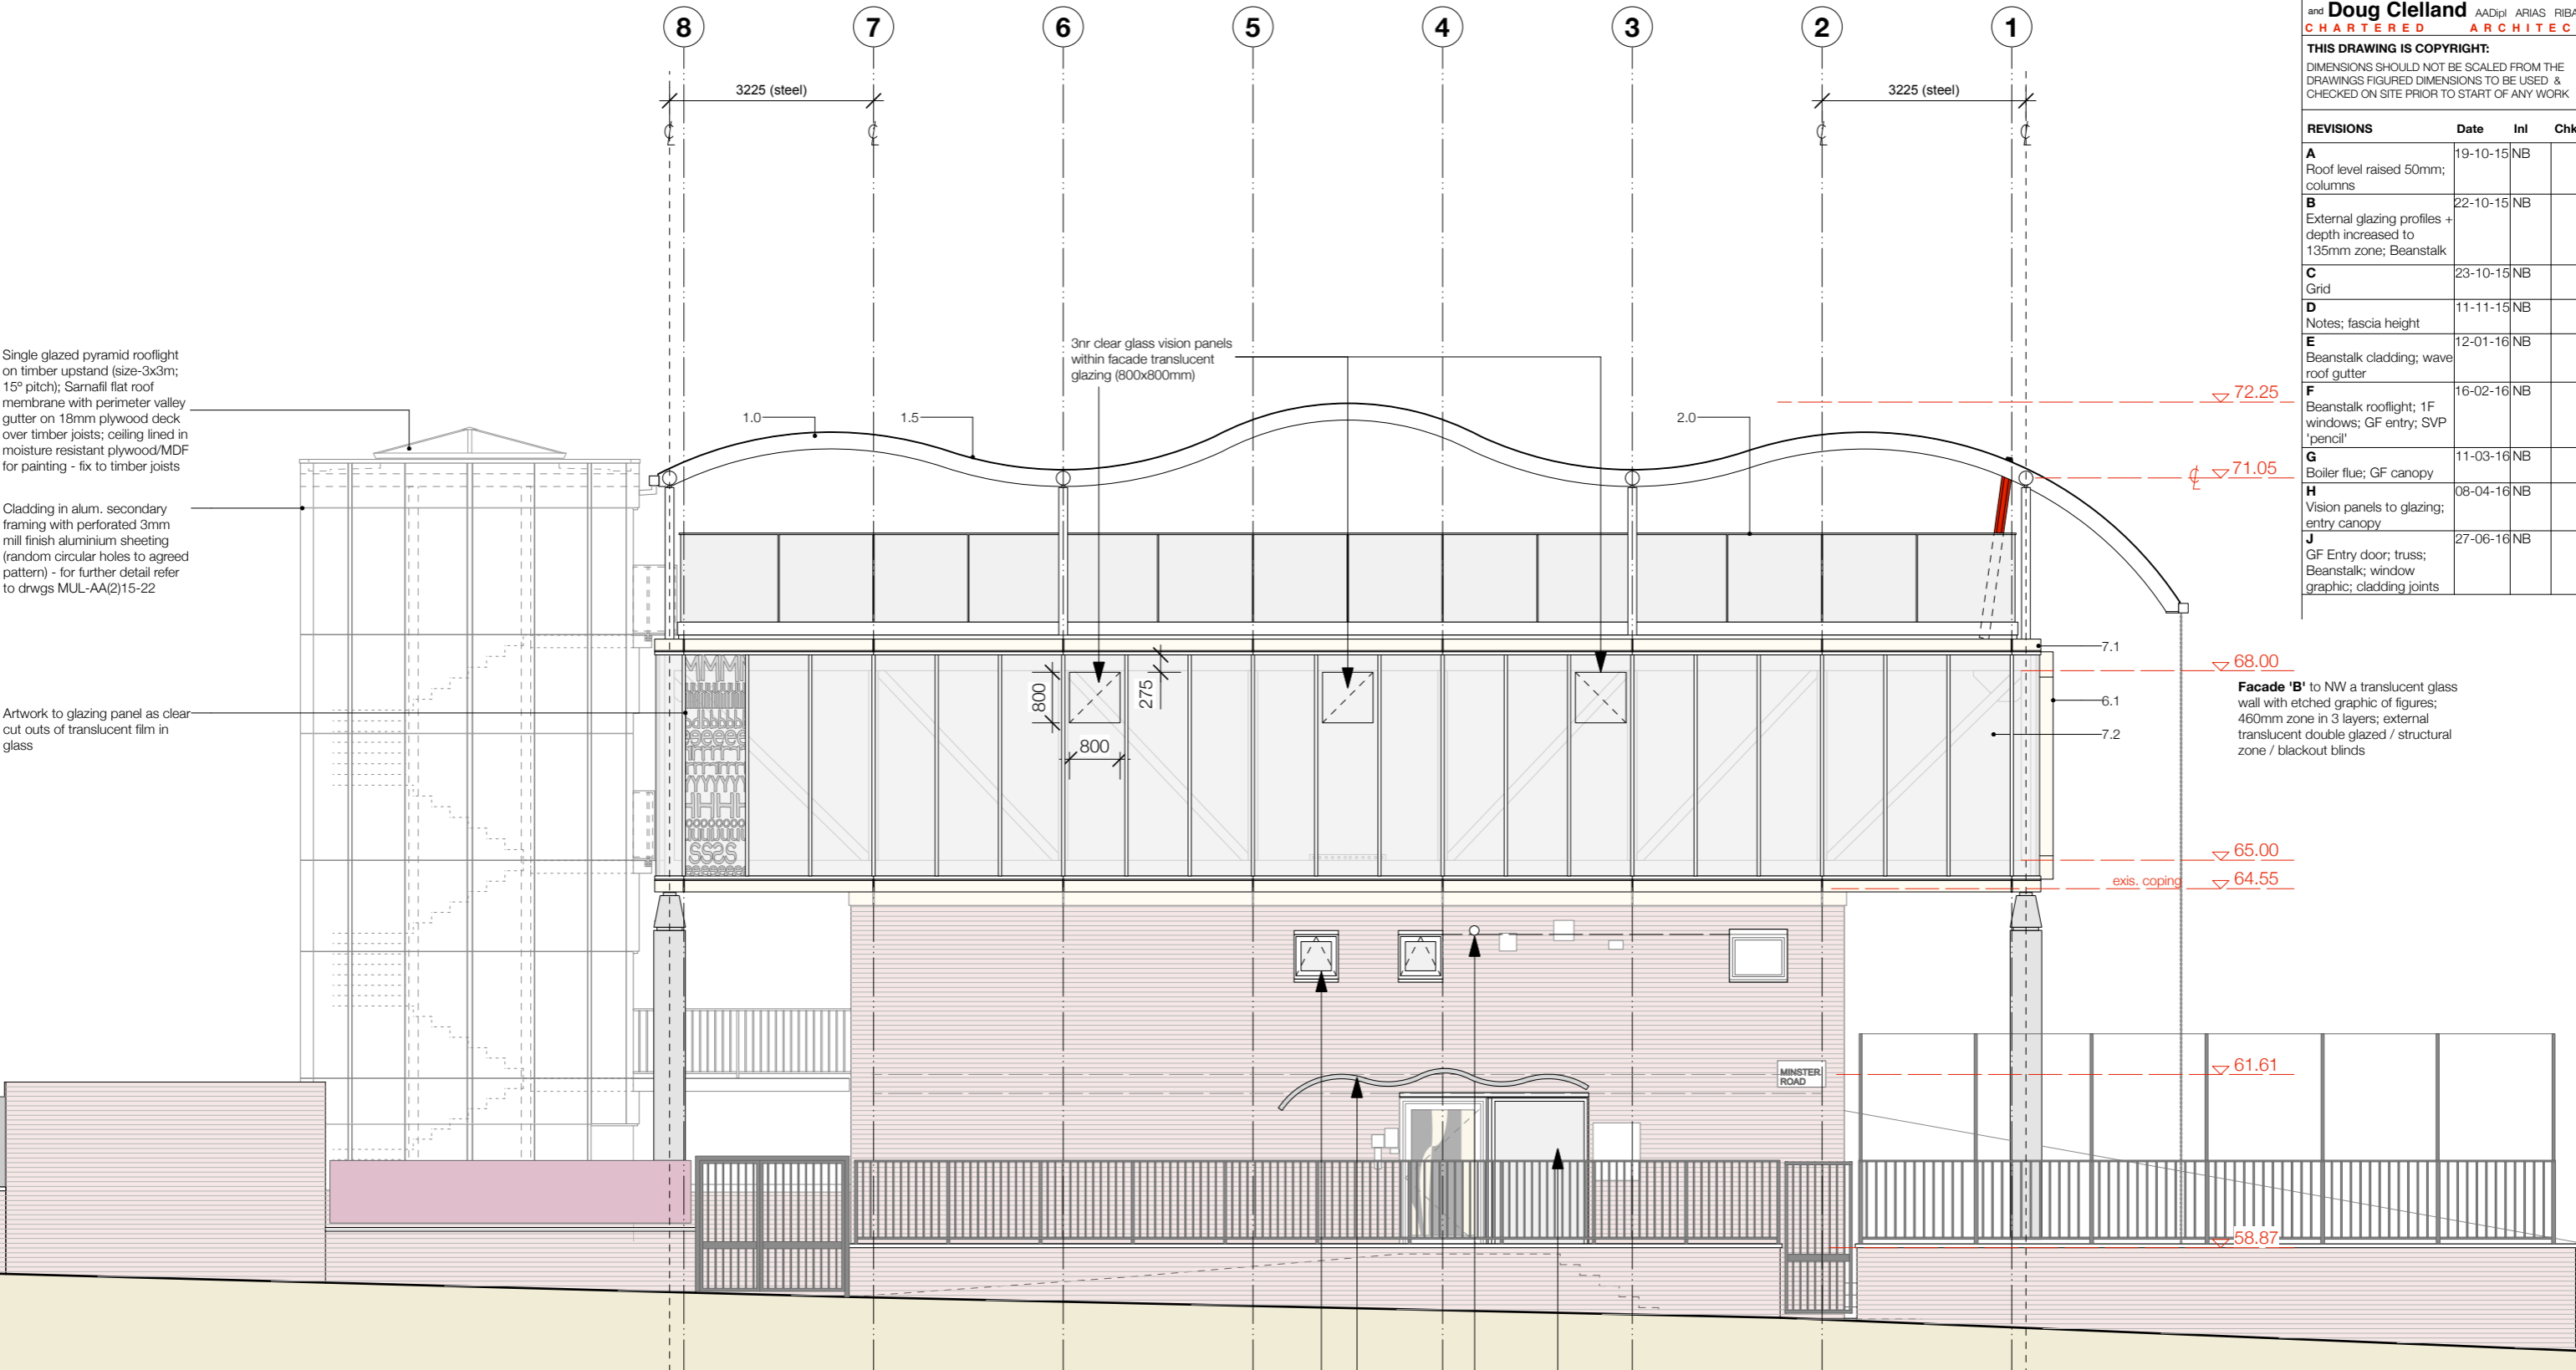 8
7
6
5
4
3
2
1
3225 (steel)
3225 (steel)
and Doug Clelland AADipl ARIAS RIBA
CHARTERED ARCHITEC
THIS DRAWING IS COPYRIGHT:
DIMENSIONS SHOULD NOT BE SCALED FROM THE
DRAWINGS FIGURED DIMENSIONS TO BE USED &
CHECKED ON SITE PRIOR TO START OF ANY WORK
REVISIONS Date Inl Chk
A 19-10-15 NB
Roof level raised 50mm;
columns
B 22-10-15 NB
External glazing profiles +
depth increased to
135mm zone; Beanstalk
C 23-10-15 NB
Grid
D 11-11-15 NB
Notes; fascia height
E 12-01-16 NB
Beanstalk cladding; wave
roof gutter
F 16-02-16 NB
Beanstalk rooflight; 1F
windows; GF entry; SVP
'pencil'
G 11-03-16 NB
Boiler flue; GF canopy
H 08-04-16 NB
Vision panels to glazing;
entry canopy
J 27-06-16 NB
GF Entry door; truss;
Beanstalk; window
graphic; cladding joints
Single glazed pyramid rooflight
on timber upstand (size-3x3m;
15º pitch); Sarnafil flat roof
membrane with perimeter valley
gutter on 18mm plywood deck
over timber joists; ceiling lined in
moisture resistant plywood/MDF
for painting - fix to timber joists
Cladding in alum. secondary
framing with perforated 3mm
mill finish aluminium sheeting
(random circular holes to agreed
pattern) - for further detail refer
to drwgs MUL-AA(2)15-22
Artwork to glazing panel as clear
cut outs of translucent film in
glass
3nr clear glass vision panels
within facade translucent
glazing (800x800mm)
1.0
1.5
2.0
72.25
71.05
7.1
68.00
6.1
7.2
Facade 'B' to NW a translucent glass
wall with etched graphic of figures;
460mm zone in 3 layers; external
translucent double glazed / structural
zone / blackout blinds
800
275
800
65.00
exis. coping 64.55
61.61
MINSTER
ROAD
58.87